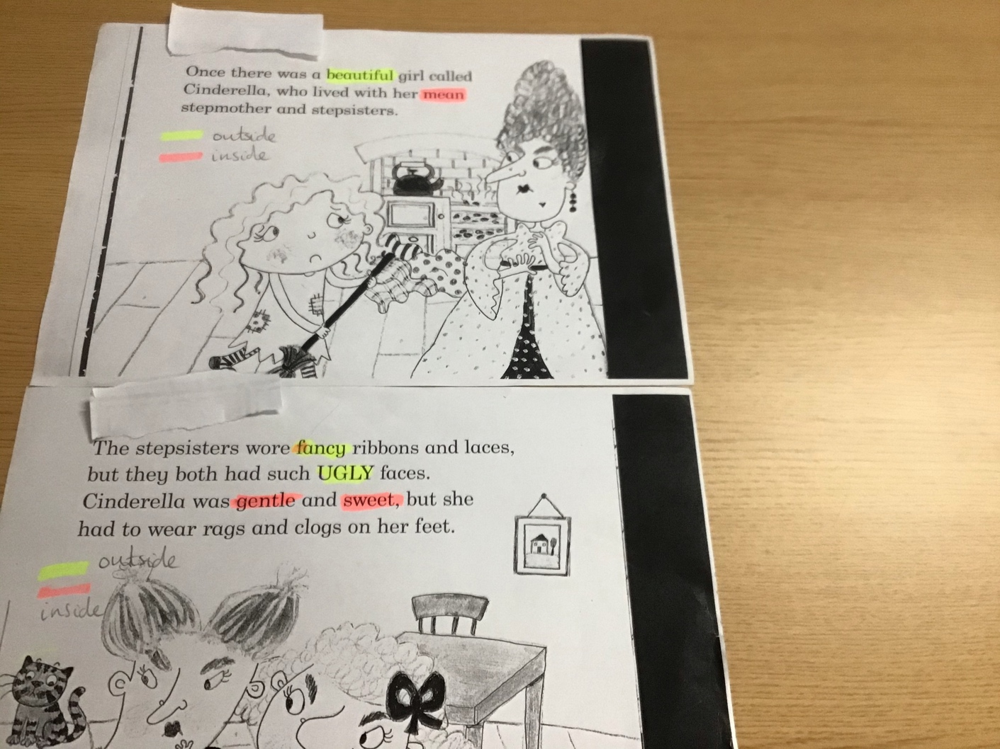 Once there was a beautiful girl called
Cinderella, who lived with her mean
stepmother and stepsisters.
outside
inside
The stepsisters wore fancy ribbons and laces,
but they both had such UGLY faces.
Cinderella was gentle and sweet, but she
had to wear rags and clogs on her feet.
outside
inside